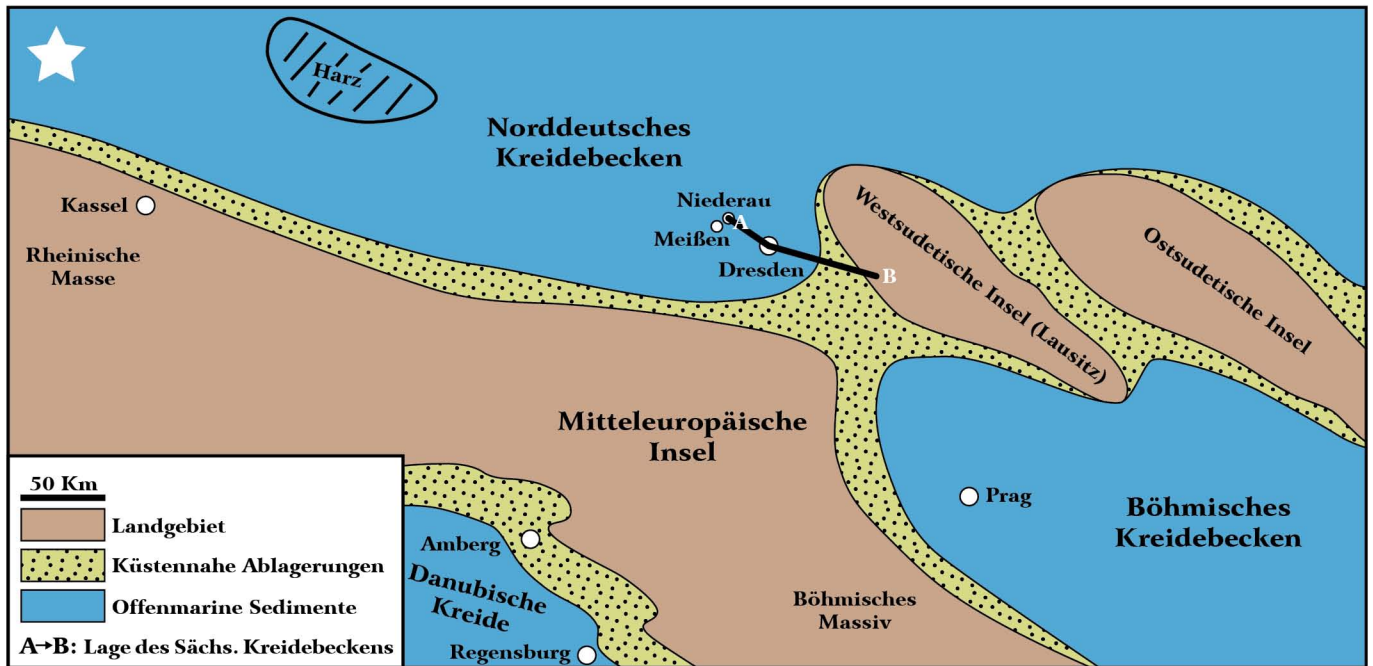 Harz
Norddeutsches
Kreidebecken
Kassel
Rheinische
Masse
Niederau
A
Meißen
Dresden
B
Westsudetische Insel (Lausitz)
Ostsudetische Insel
Mitteleuropäische
Insel
Prag
Böhmisches
Kreidebecken
Böhmisches
Massiv
Amberg
Danubische
Kreide
Regensburg
50 Km
Landgebiet
Küstennahe Ablagerungen
Offenmarine Sedimente
A→B: Lage des Sächs. Kreidebeckens